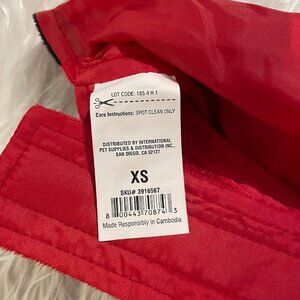 LOT CODE: 185 4 H 1
Care Instructions: SPOT CLEAN ONLY
DISTRIBUTED BY INTERNATIONAL
PET SUPPLIES & DISTRIBUTION INC.,
SAN DIEGO, CA 92127
XS
SKU# 3916567
8 00443 70874 3
Made Responsibly in Cambodia